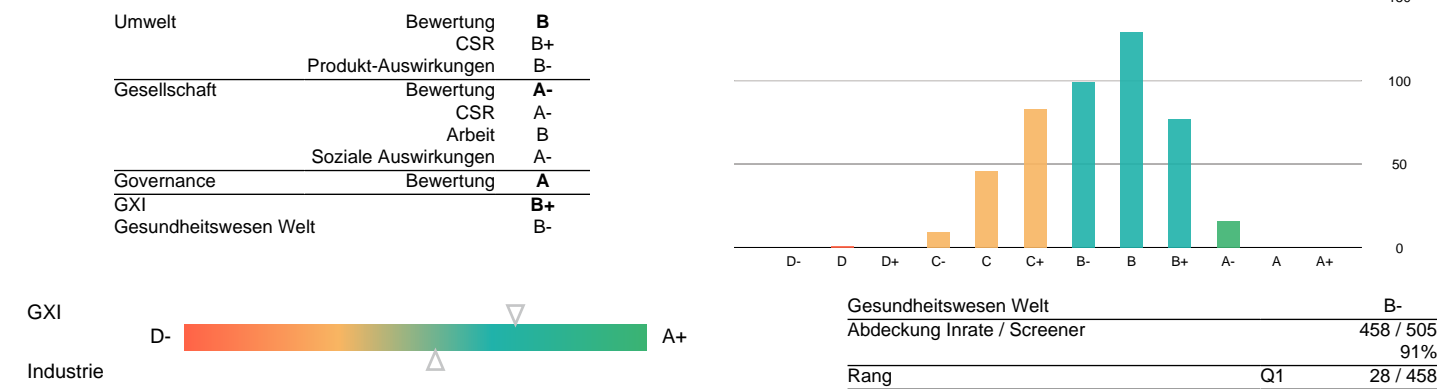 Umwelt Bewertung B
CSR B+
Produkt-Auswirkungen B-
Gesellschaft Bewertung A-
CSR A-
Arbeit B
Soziale Auswirkungen A-
Governance Bewertung A
GXI B+
Gesundheitswesen Welt B-
100
50
0
D- D D+ C- C C+ B- B B+ A- A A+
GXI
D- A+
Industrie
Gesundheitswesen Welt B-
Abdeckung Inrate / Screener 458 / 505
91%
Rang Q1 28 / 458